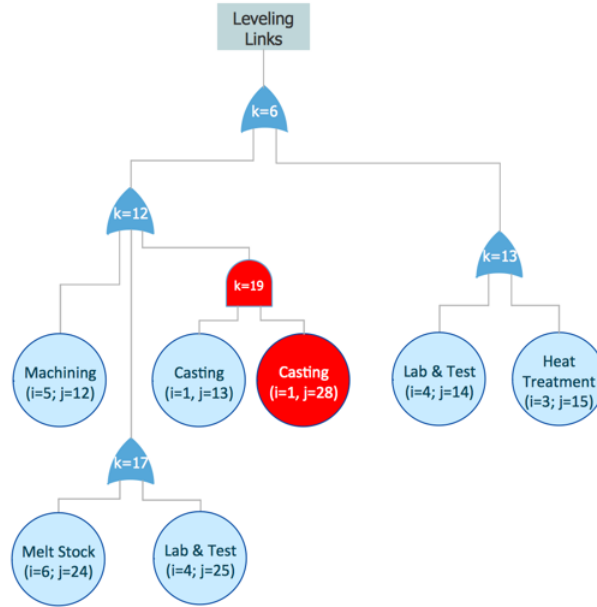 Leveling
Links
k=6
k=12
k=13
k=19
Machining
(i=5; j=12)
Casting
(i=1, j=13)
Casting
(i=1, j=28)
Lab & Test
(i=4; j=14)
Heat
Treatment
(i=3; j=15)
k=17
Melt Stock
(i=6; j=24)
Lab & Test
(i=4; j=25)